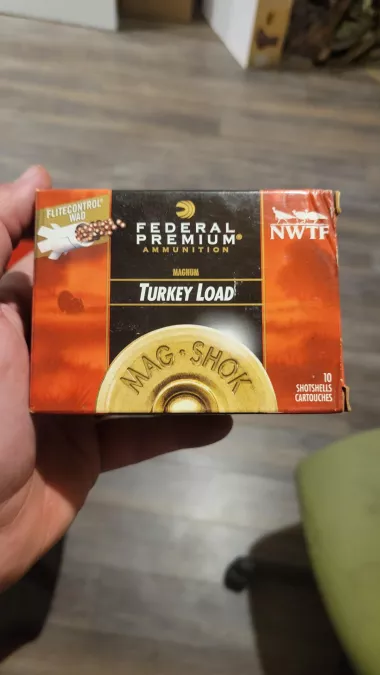 FLITECONTROL®
WAD
FEDERAL
PREMIUM®
AMMUNITION
NWTF
MAGNUM
TURKEY LOAD
MAG·SHOK
10
SHOTSHELLS
CARTOUCHES